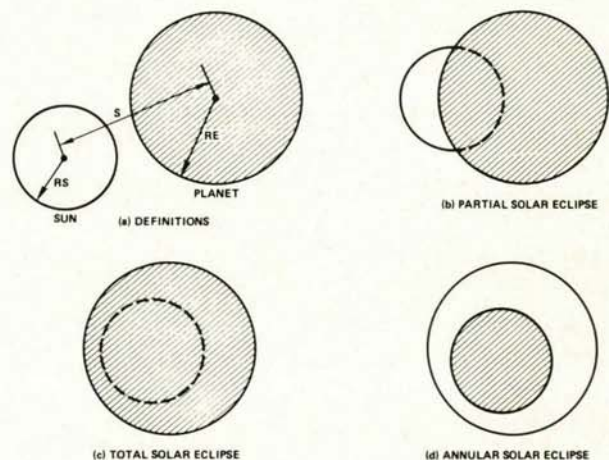 S
RE
RS
PLANET
SUN
(a) DEFINITIONS
(b) PARTIAL SOLAR ECLIPSE
(c) TOTAL SOLAR ECLIPSE
(d) ANNULAR SOLAR ECLIPSE